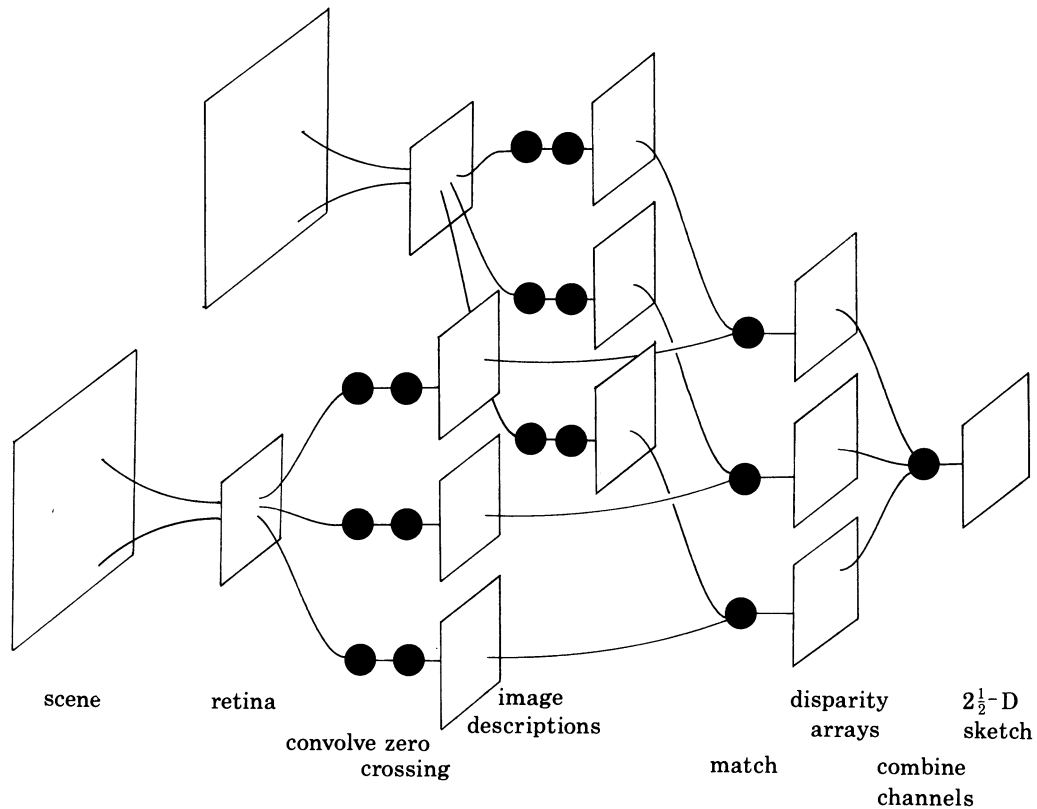 scene
retina
convolve zero
crossing
image
descriptions
match
disparity
arrays
combine
channels
2½-D
sketch